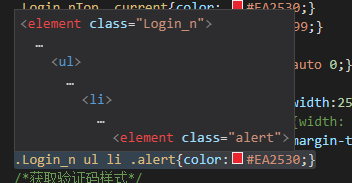 .Login_nTop .current{color: #EA2530;}
<element class="Login_n">
99;}
…
<ul>
auto 0;}
…
<li>
width:25
…
{width:
<element class="alert">
margin-t
.Login_n ul li .alert{color: #EA2530;}
/*获取验证码样式*/